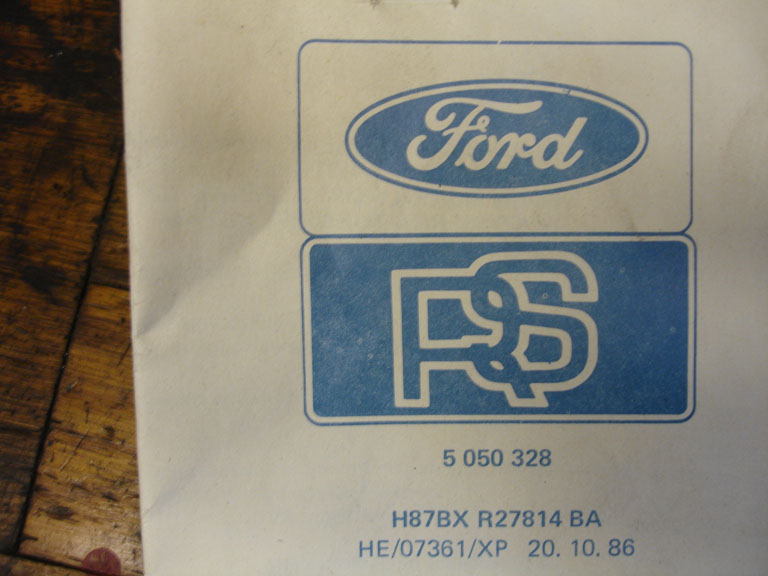 Ford
RS
5 050 328
H87BX R27814 BA
HE/07361/XP 20. 10. 86